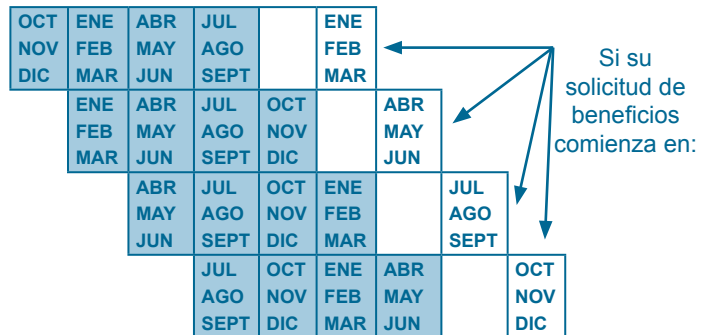 OCT ENE ABR JUL ENE
NOV FEB MAY AGO FEB
DIC MAR JUN SEPT MAR
ENE ABR JUL OCT ABR
FEB MAY AGO NOV MAY
MAR JUN SEPT DIC JUN
ABR JUL OCT ENE JUL
MAY AGO NOV FEB AGO
JUN SEPT DIC MAR SEPT
JUL OCT ENE ABR OCT
AGO NOV FEB MAY NOV
SEPT DIC MAR JUN DIC
Si su
solicitud de
beneficios
comienza en: